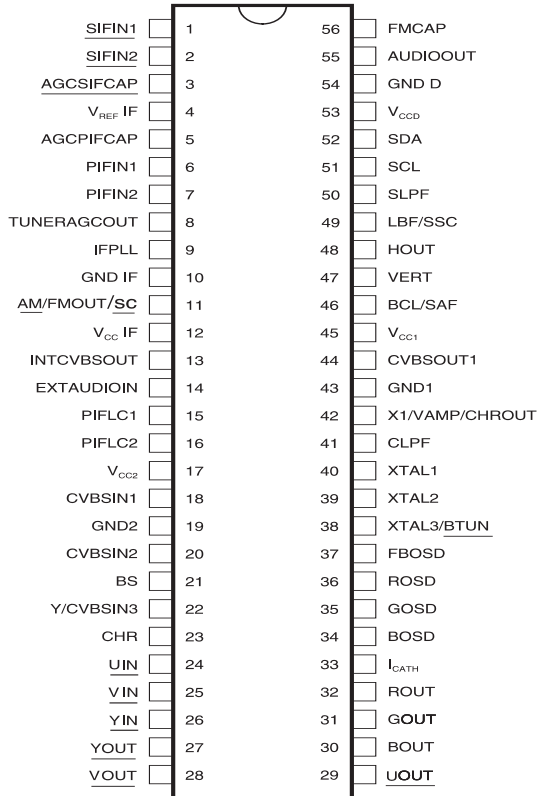 SIFIN1 1 56 FMCAP
SIFIN2 2 55 AUDIOOUT
AGCSIFCAP 3 54 GND D
VREF IF 4 53 VCCD
AGCPIFCAP 5 52 SDA
PIFIN1 6 51 SCL
PIFIN2 7 50 SLPF
TUNERAGCOUT 8 49 LBF/SSC
IFPLL 9 48 HOUT
GND IF 10 47 VERT
AM/FMOUT/SC 11 46 BCL/SAF
VCC IF 12 45 VCC1
INTCVBSOUT 13 44 CVBSOUT1
EXTAUDIOIN 14 43 GND1
PIFLC1 15 42 X1/VAMP/CHROUT
PIFLC2 16 41 CLPF
VCC2 17 40 XTAL1
CVBSIN1 18 39 XTAL2
GND2 19 38 XTAL3/BTUN
CVBSIN2 20 37 FBOSD
BS 21 36 ROSD
Y/CVBSIN3 22 35 GOSD
CHR 23 34 BOSD
UIN 24 33 ICATH
VIN 25 32 ROUT
YIN 26 31 GOUT
YOUT 27 30 BOUT
VOUT 28 29 UOUT